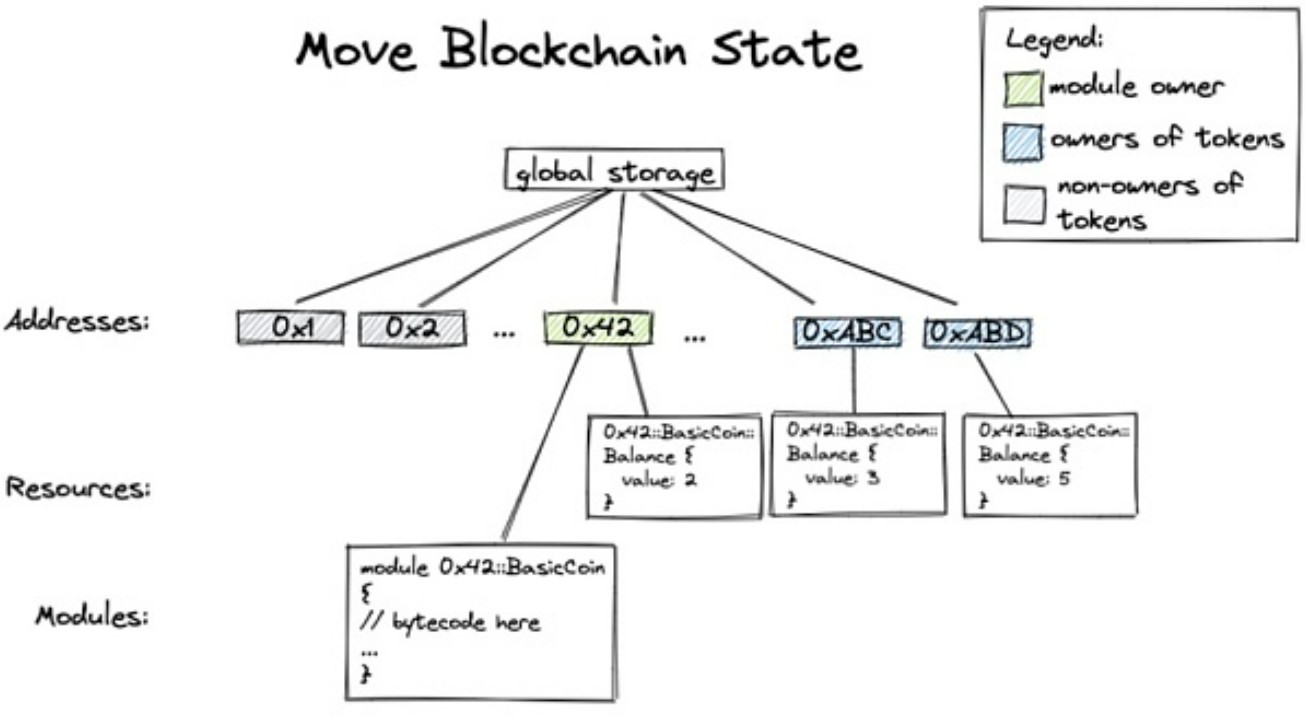 Move Blockchain State
Legend:
module owner
owners of tokens
non-owners of
tokens
global storage
Addresses:
0x1
0x2
...
0x42
...
0xABC
0xABD
Resources:
0x42::BasicCoin::
Balance {
value: 2
}
0x42::BasicCoin::
Balance {
value: 3
}
0x42::BasicCoin::
Balance {
value: 5
}
Modules:
module 0x42::BasicCoin
{
// bytecode here
...
}